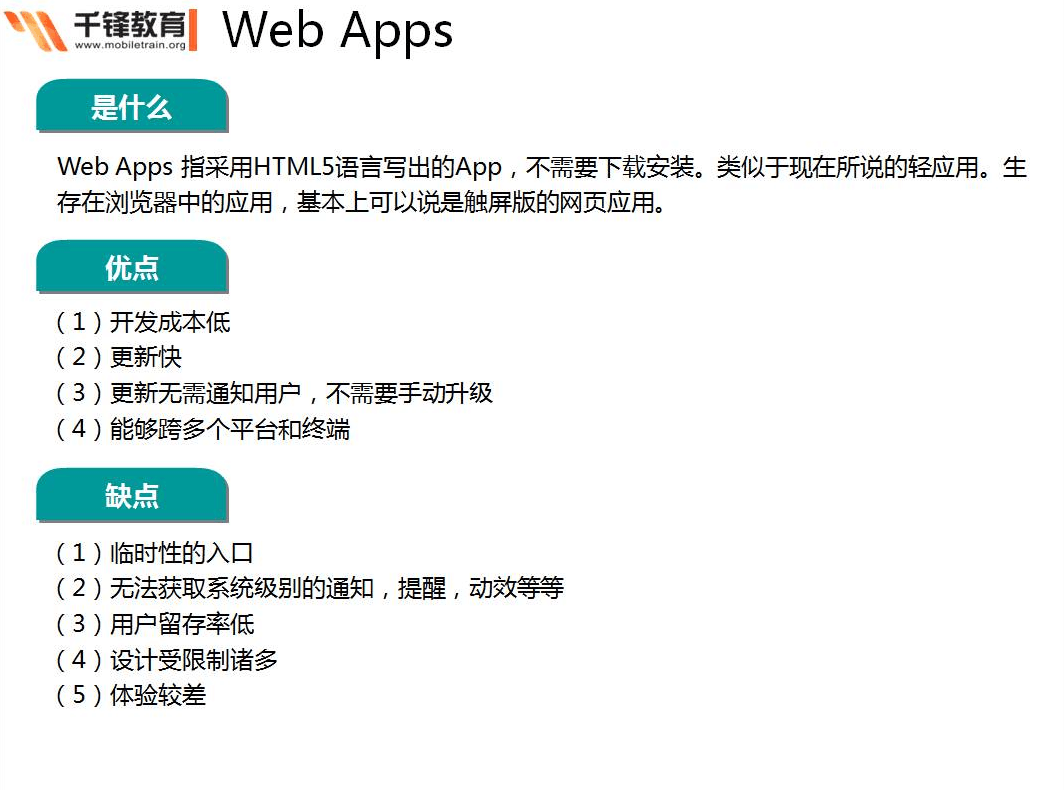 千锋教育 Web Apps
www.mobiletrain.org
是什么
Web Apps 指采用HTML5语言写出的App，不需要下载安装。类似于现在所说的轻应用。生
存在浏览器中的应用，基本上可以说是触屏版的网页应用。
优点
（1）开发成本低
（2）更新快
（3）更新无需通知用户，不需要手动升级
（4）能够跨多个平台和终端
缺点
（1）临时性的入口
（2）无法获取系统级别的通知，提醒，动效等等
（3）用户留存率低
（4）设计受限制诸多
（5）体验较差